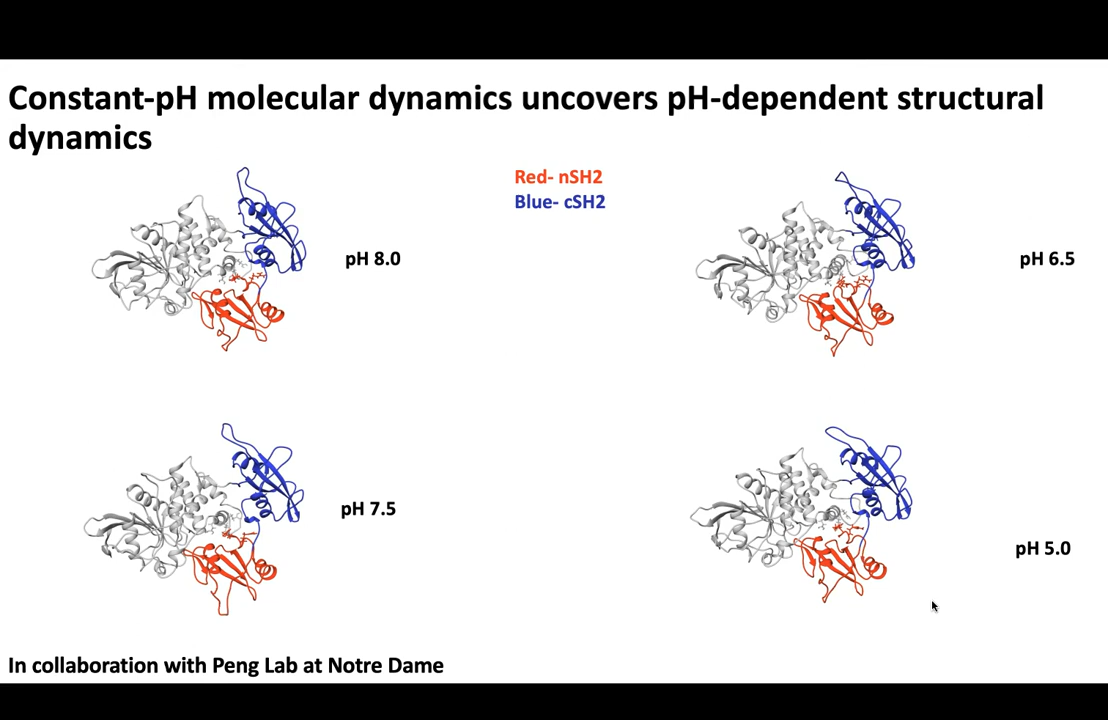 Constant-pH molecular dynamics uncovers pH-dependent structural
dynamics
Red- nSH2
Blue- cSH2
pH 8.0
pH 6.5
pH 7.5
pH 5.0
In collaboration with Peng Lab at Notre Dame